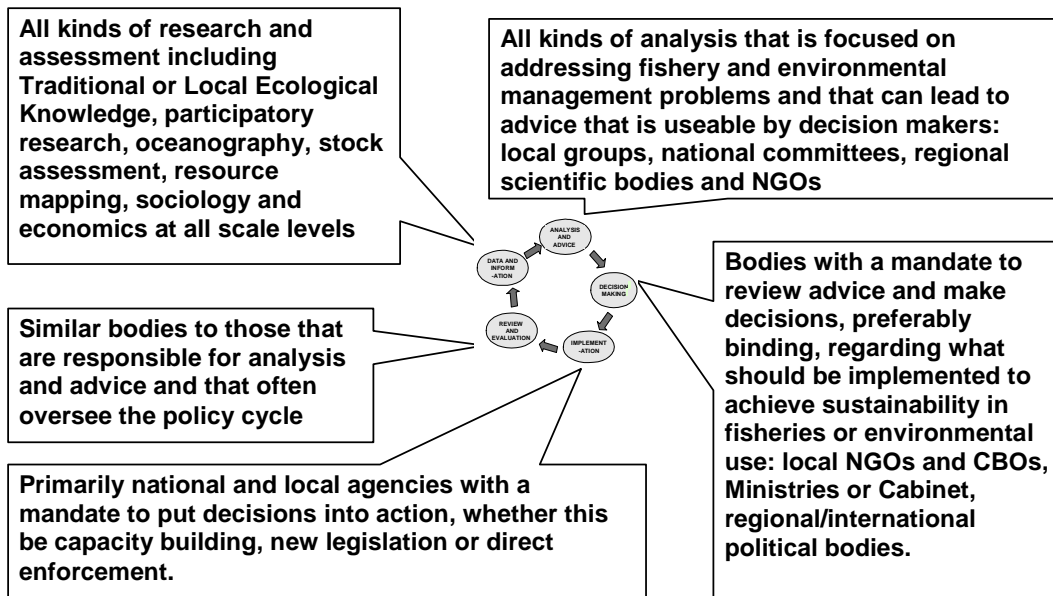 All kinds of research and
assessment including
Traditional or Local Ecological
Knowledge, participatory
research, oceanography, stock
assessment, resource
mapping, sociology and
economics at all scale levels
All kinds of analysis that is focused on
addressing fishery and environmental
management problems and that can lead to
advice that is useable by decision makers:
local groups, national committees, regional
scientific bodies and NGOs
ANALYSIS
AND
ADVICE
DATA AND
INFORM
-ATION
DECISION
MAKING
REVIEW
AND
EVALUATION
IMPLEMENT
-ATION
Bodies with a mandate to
review advice and make
decisions, preferably
binding, regarding what
should be implemented to
achieve sustainability in
fisheries or environmental
use: local NGOs and CBOs,
Ministries or Cabinet,
regional/international
political bodies.
Similar bodies to those that
are responsible for analysis
and advice and that often
oversee the policy cycle
Primarily national and local agencies with a
mandate to put decisions into action, whether this
be capacity building, new legislation or direct
enforcement.